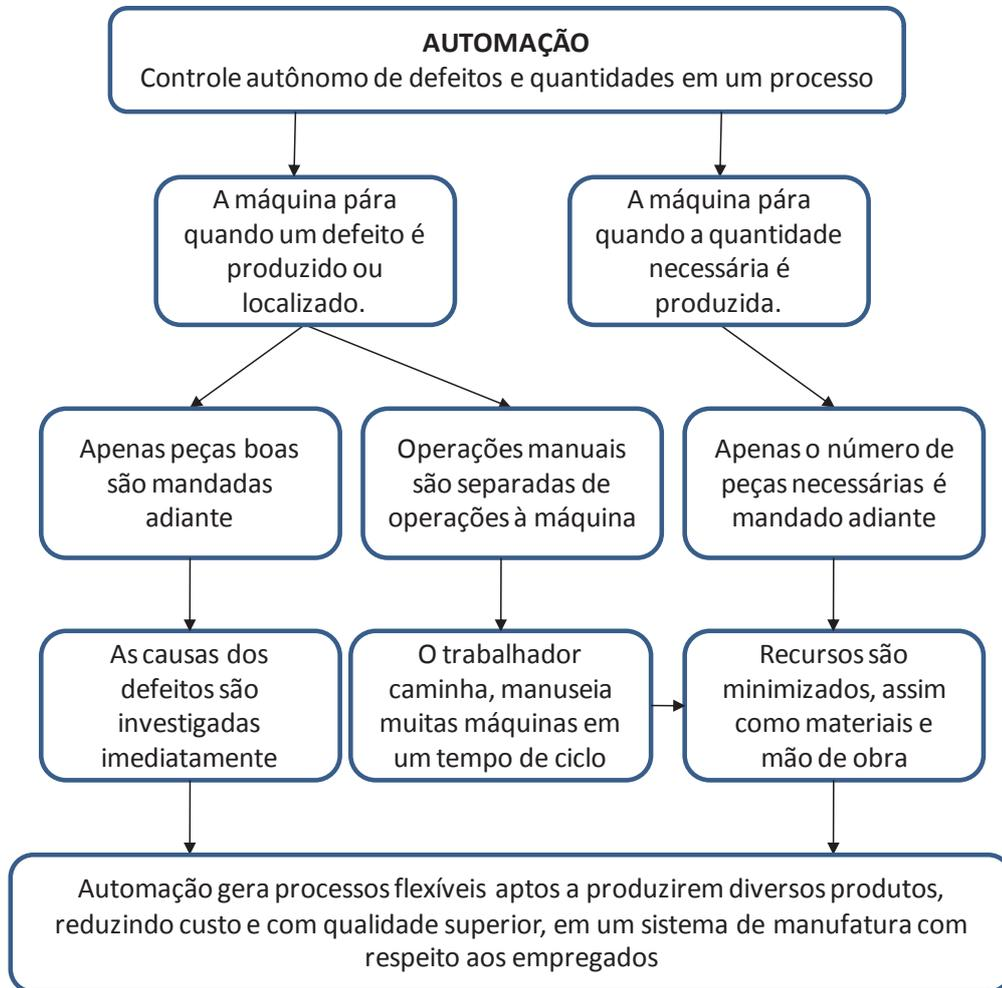 AUTOMAÇÃO
Controle autônomo de defeitos e quantidades em um processo
A máquina pára
quando um defeito é
produzido ou
localizado.
A máquina pára
quando a quantidade
necessária é
produzida.
Apenas peças boas
são mandadas
adiante
Operações manuais
são separadas de
operações à máquina
Apenas o número de
peças necessárias é
mandado adiante
As causas dos
defeitos são
investigadas
imediatamente
O trabalhador
caminha, manuseia
muitas máquinas em
um tempo de ciclo
Recursos são
minimizados, assim
como materiais e
mão de obra
Automação gera processos flexíveis aptos a produzirem diversos produtos,
reduzindo custo e com qualidade superior, em um sistema de manufatura com
respeito aos empregados